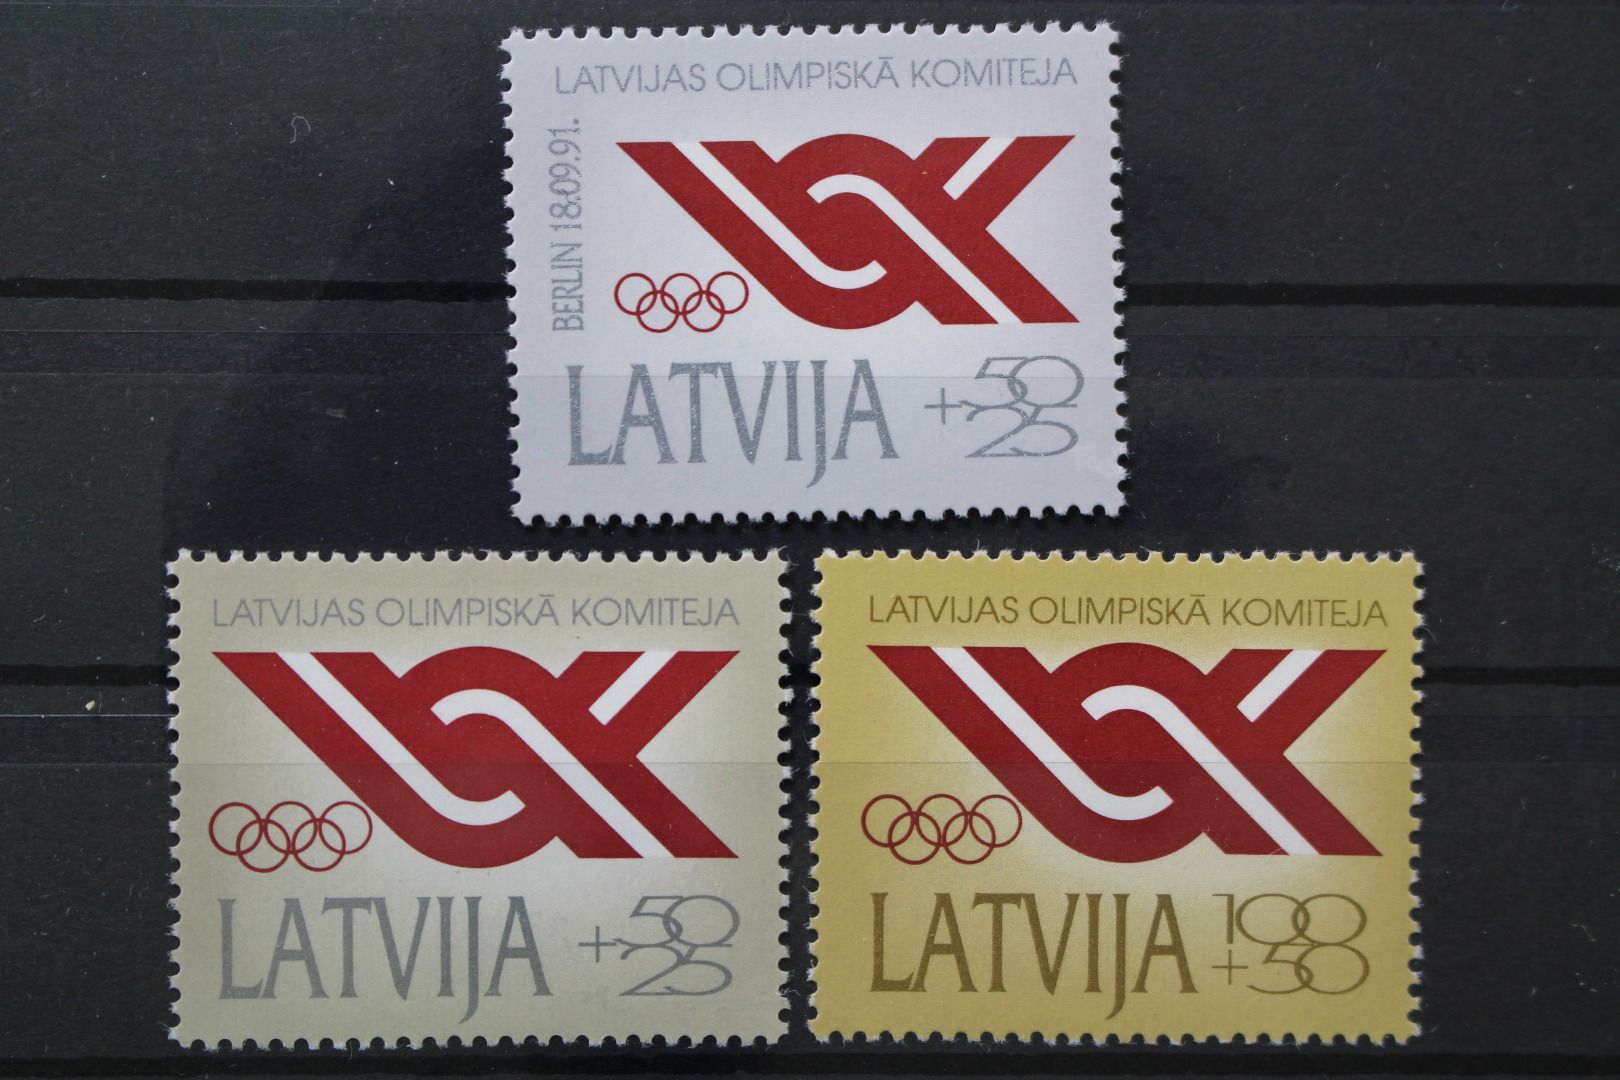 LATVIJAS OLIMPISKĀ KOMITEJA
BERLIN 18.09.91.
LATVIJA 50
+25
LATVIJAS OLIMPISKĀ KOMITEJA
LATVIJA 50
+25
LATVIJAS OLIMPISKĀ KOMITEJA
LATVIJA 100
+50